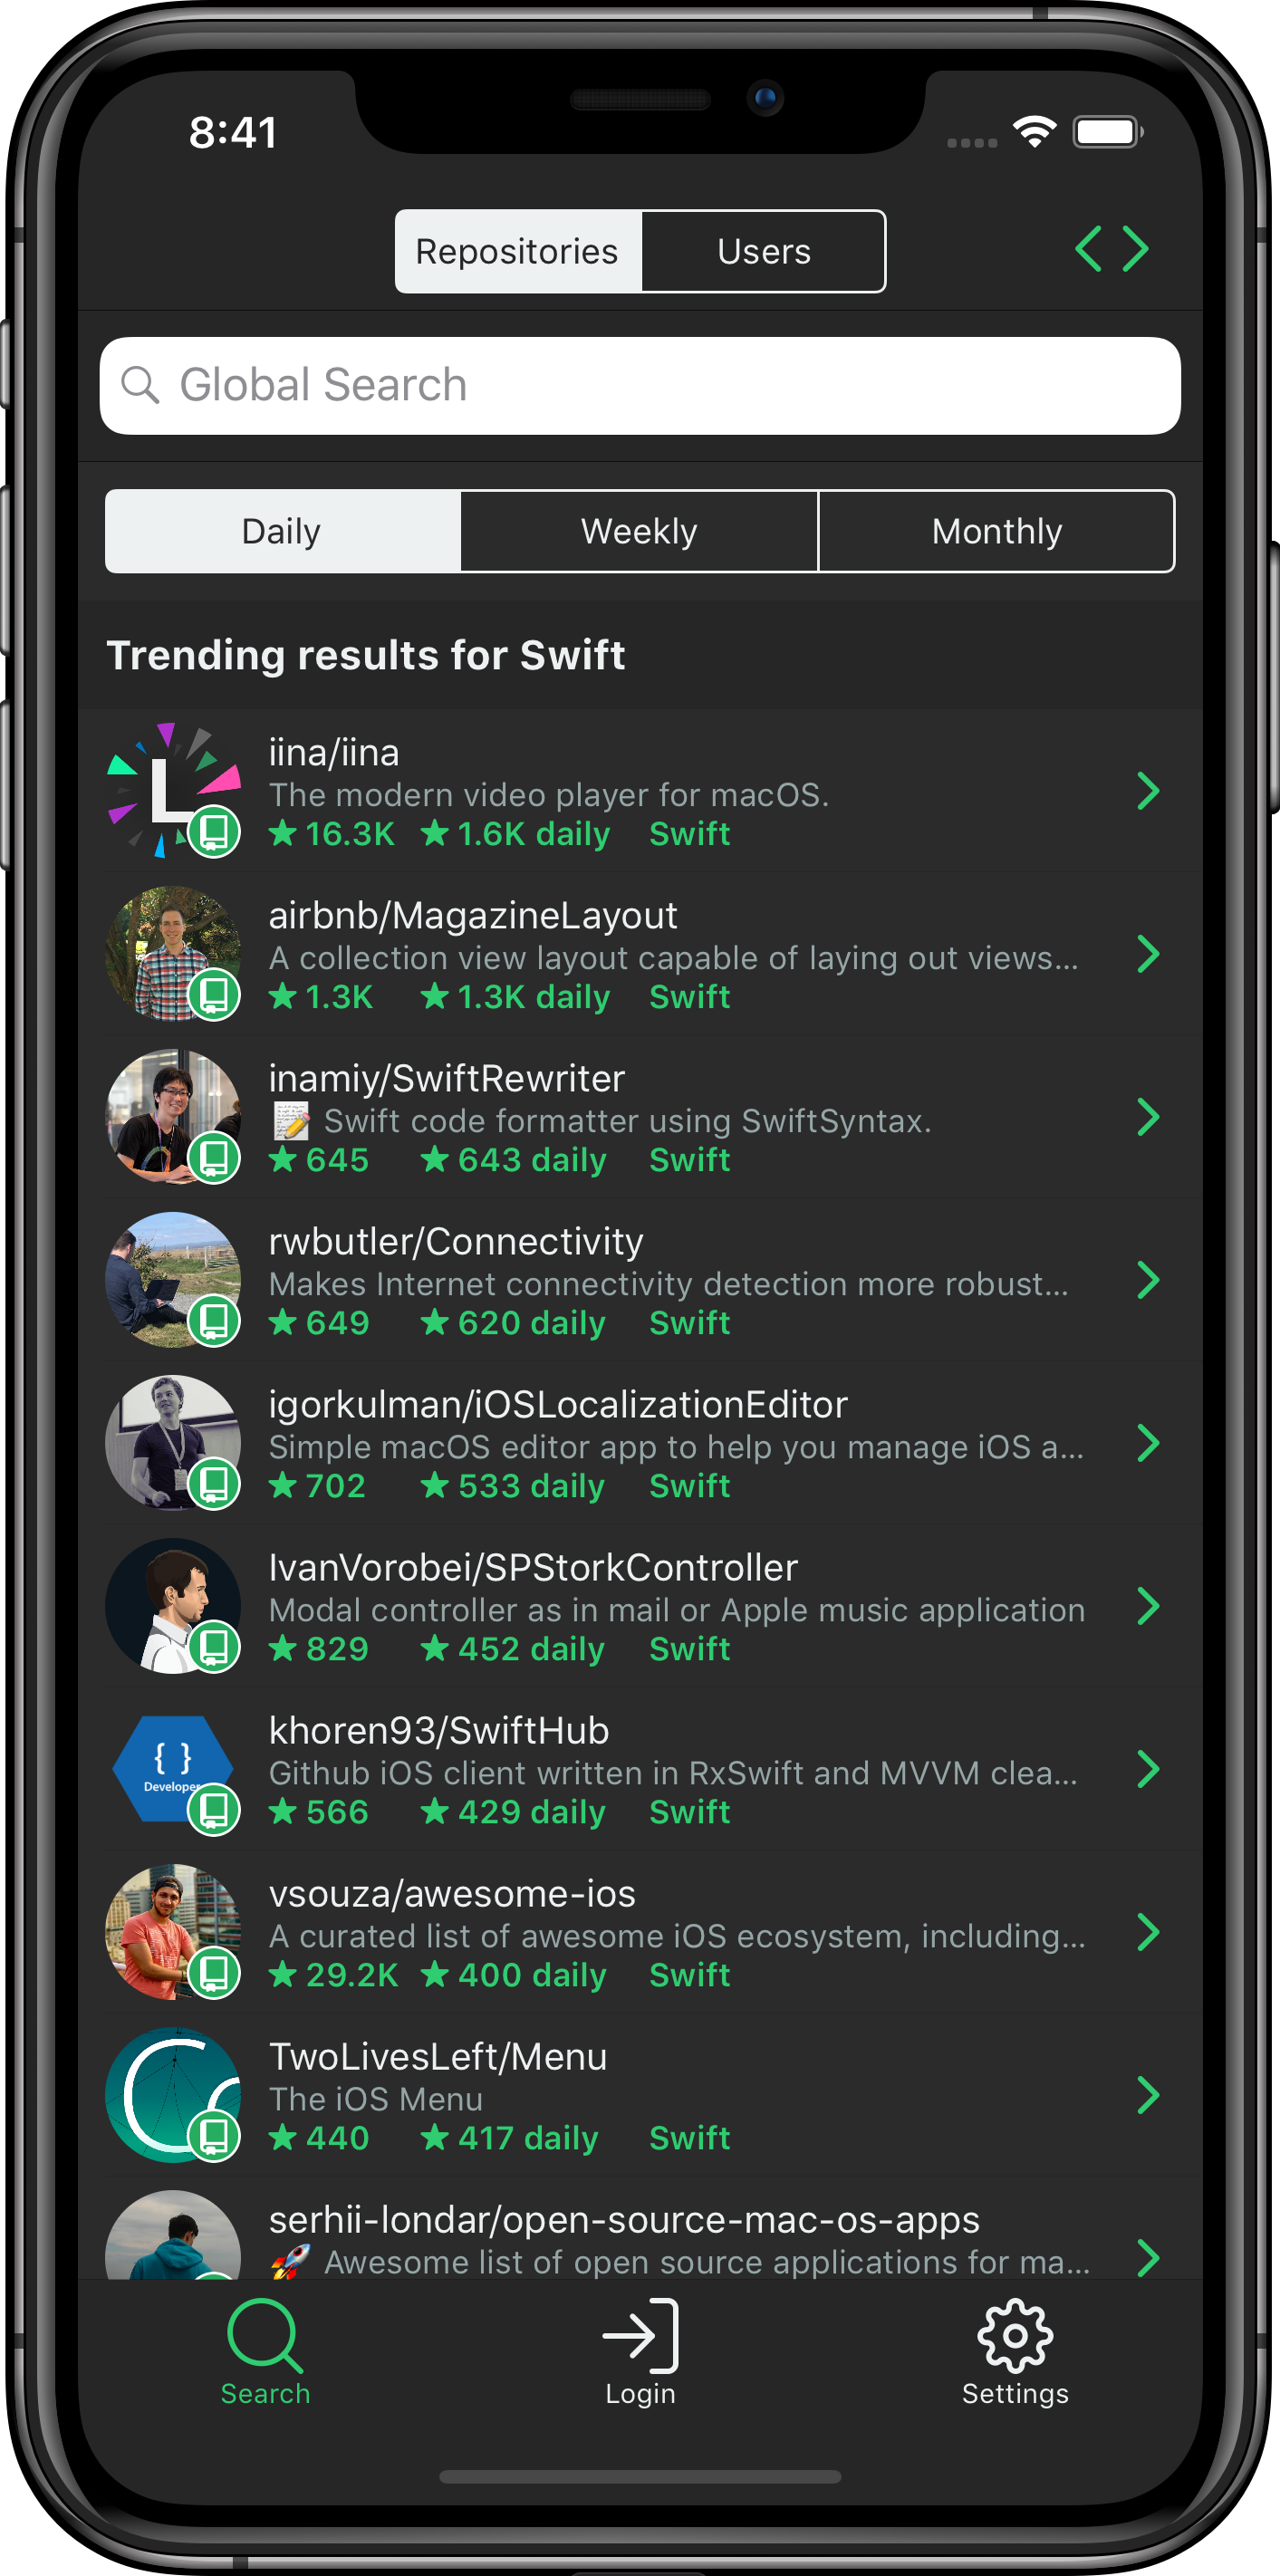 8:41
Repositories Users
Global Search
Daily Weekly Monthly
Trending results for Swift
iina/iina
The modern video player for macOS.
★ 16.3K ★ 1.6K daily Swift
airbnb/MagazineLayout
A collection view layout capable of laying out views...
★ 1.3K ★ 1.3K daily Swift
inamiy/SwiftRewriter
📝 Swift code formatter using SwiftSyntax.
★ 645 ★ 643 daily Swift
rwbutler/Connectivity
Makes Internet connectivity detection more robust...
★ 649 ★ 620 daily Swift
igorkulman/iOSLocalizationEditor
Simple macOS editor app to help you manage iOS a...
★ 702 ★ 533 daily Swift
IvanVorobei/SPStorkController
Modal controller as in mail or Apple music application
★ 829 ★ 452 daily Swift
khoren93/SwiftHub
{ }
Developer
Github iOS client written in RxSwift and MVVM clea...
★ 566 ★ 429 daily Swift
vsouza/awesome-ios
A curated list of awesome iOS ecosystem, including...
★ 29.2K ★ 400 daily Swift
TwoLivesLeft/Menu
The iOS Menu
★ 440 ★ 417 daily Swift
serhii-londar/open-source-mac-os-apps
🚀 Awesome list of open source applications for ma...
Search Login Settings